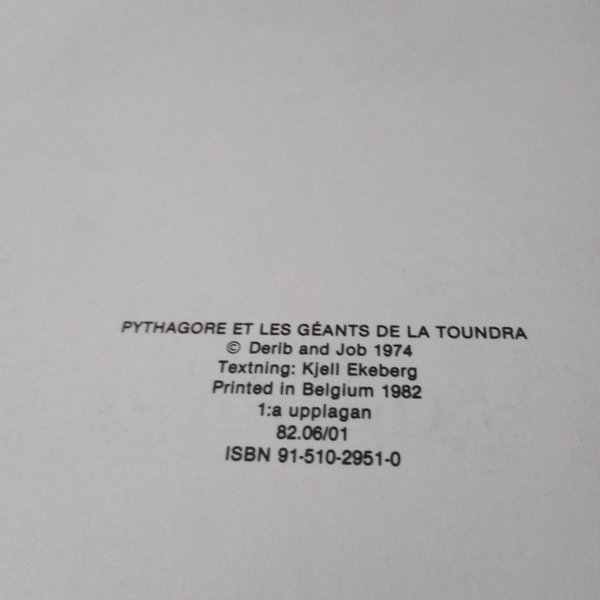 PYTHAGORE ET LES GÉANTS DE LA TOUNDRA
© Derib and Job 1974
Textning: Kjell Ekeberg
Printed in Belgium 1982
1:a upplagan
82.06/01
ISBN 91-510-2951-0